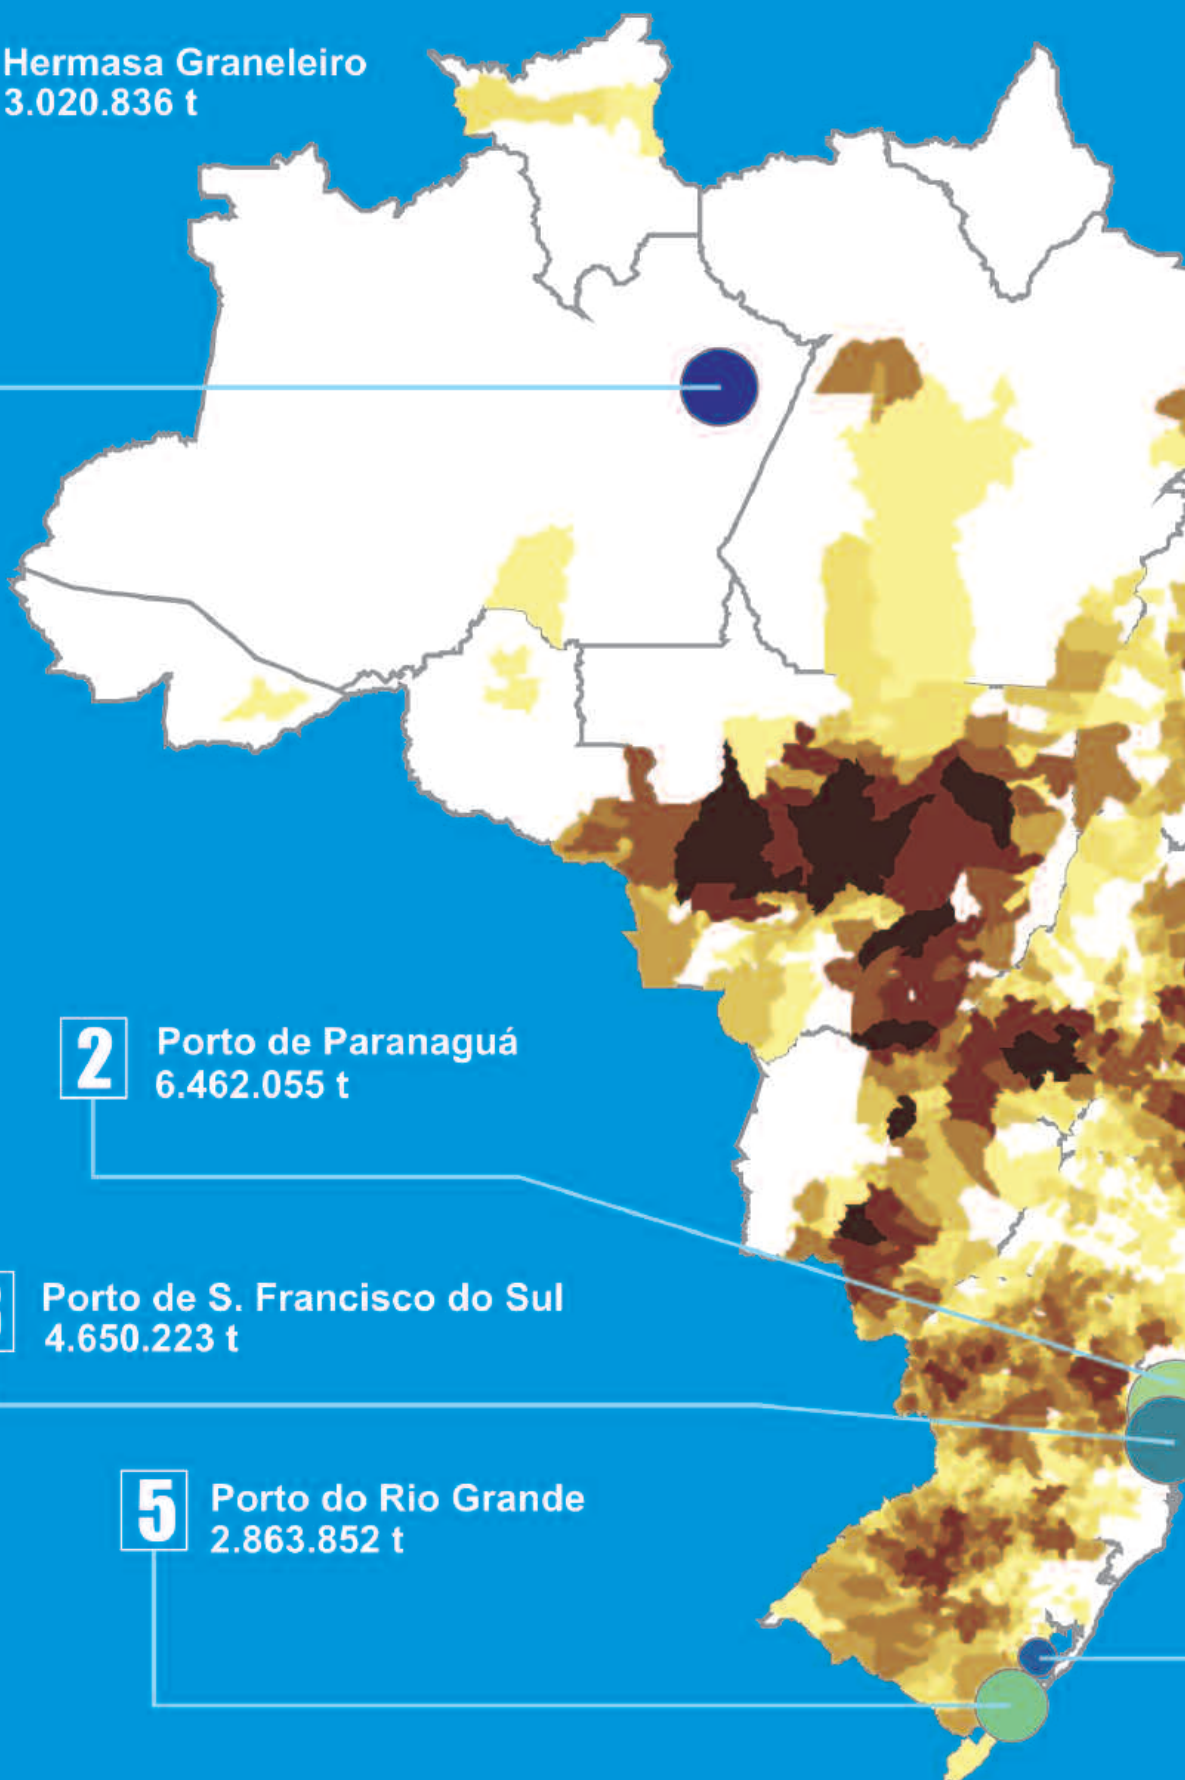 Hermasa Graneleiro
3.020.836 t
2
Porto de Paranaguá
6.462.055 t
Porto de S. Francisco do Sul
4.650.223 t
5
Porto do Rio Grande
2.863.852 t